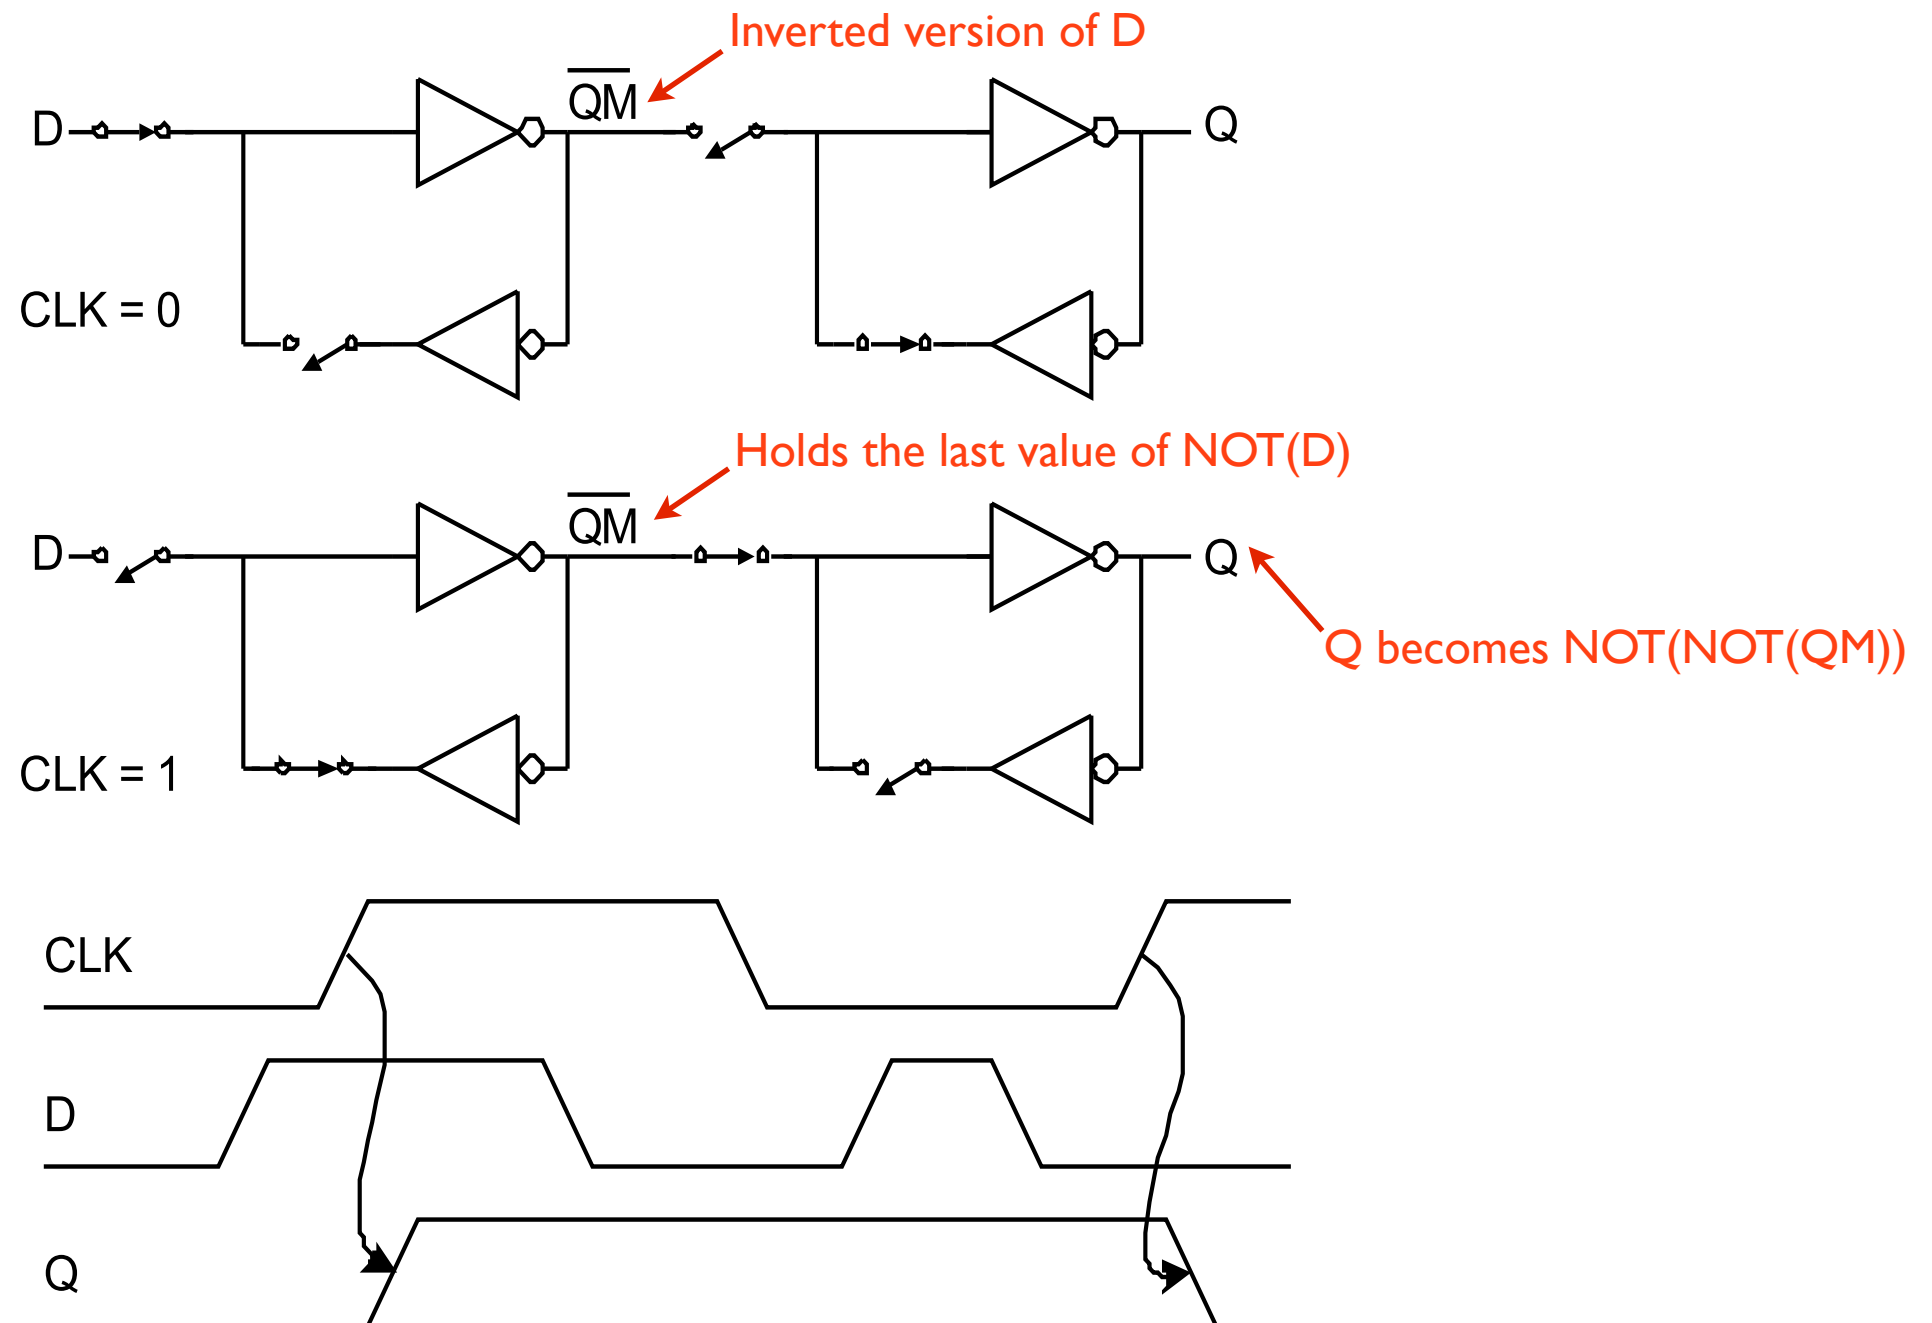 Inverted version of D
D
QM
Q
CLK = 0
Holds the last value of NOT(D)
D
QM
Q
Q becomes NOT(NOT(QM))
CLK = 1
CLK
D
Q